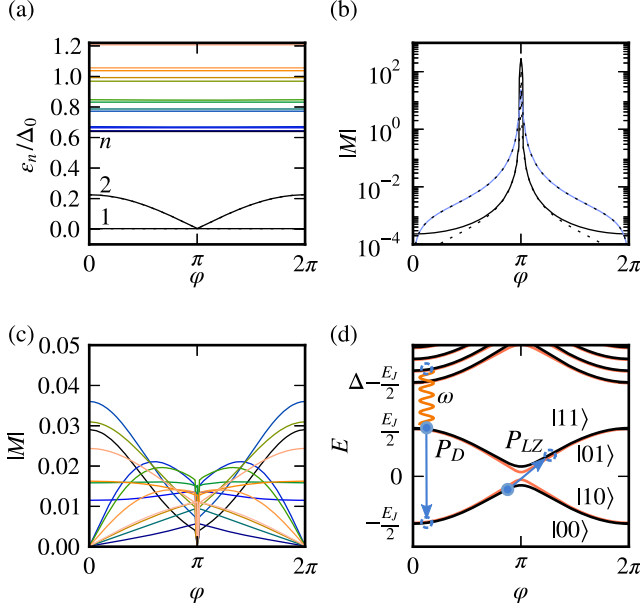 (a)
1.2
1.0
0.8
0.6
0.4
0.2
0.0
ε_n/Δ_0
n
2
1
0
π
2π
φ
(b)
10^2
10^0
10^−2
10^−4
|M|
0
π
2π
φ
(c)
0.05
0.04
0.03
0.02
0.01
0.00
|M|
0
π
2π
φ
(d)
Δ−E_J/2
E_J/2
0
−E_J/2
E
ω
P_D
P_LZ
|11⟩
|01⟩
|10⟩
|00⟩
0
π
2π
φ